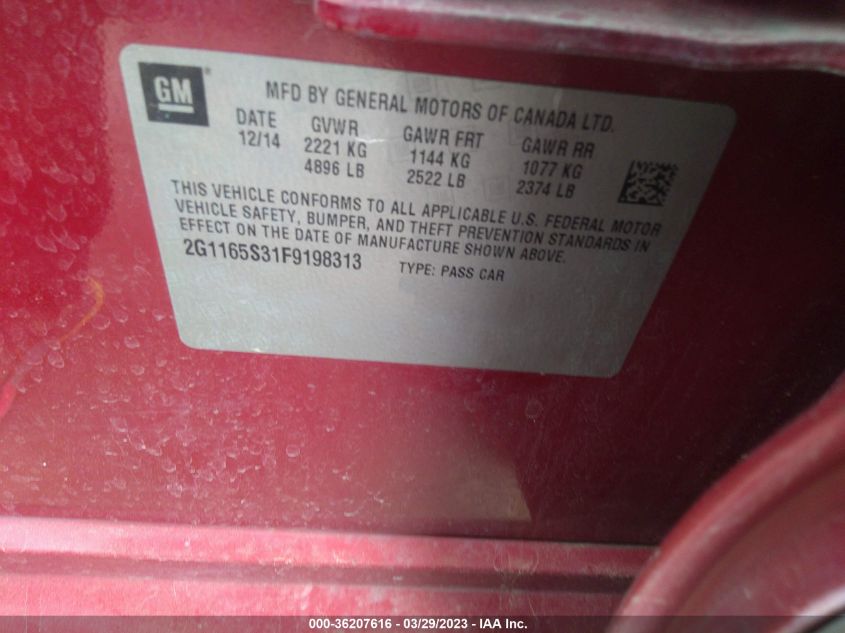 GM®
MFD BY GENERAL MOTORS OF CANADA LTD.
DATE GVWR GAWR FRT GAWR RR
12/14 2221 KG 1144 KG 1077 KG
4896 LB 2522 LB 2374 LB
THIS VEHICLE CONFORMS TO ALL APPLICABLE U.S. FEDERAL MOTOR
VEHICLE SAFETY, BUMPER, AND THEFT PREVENTION STANDARDS IN
EFFECT ON THE DATE OF MANUFACTURE SHOWN ABOVE.
2G1165S31F9198313 TYPE: PASS CAR
000-36207616 - 03/29/2023 - IAA Inc.